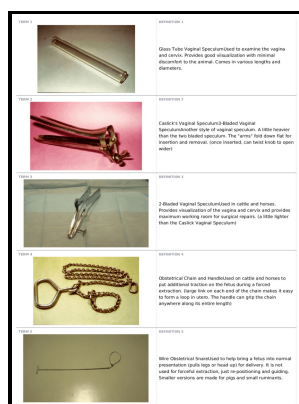 TERM 1
DEFINITION 1
Glass Tube Vaginal SpeculumUsed to examine the vagina
and cervix. Provides good visualization with minimal
discomfort to the animal. Comes in various lengths and
diameters.
TERM 2
DEFINITION 2
Caslick's Vaginal Speculum(3-Bladed Vaginal
Speculum)Another style of vaginal speculum. A little heavier
than the two bladed speculum. The "arms" fold down flat for
insertion and removal. (once inserted, can twist knob to open
wider)
TERM 3
DEFINITION 3
2-Bladed Vaginal SpeculumUsed in cattle and horses.
Provides visualization of the vagina and cervix and provides
maximum working room for surgical repairs. (a little lighter
than the Caslick Vaginal Speculum)
TERM 4
DEFINITION 4
Obstetrical Chain and HandleUsed on cattle and horses to
put additional traction on the fetus during a forced
extraction. (large link on each end of the chain makes it easy
to form a loop in utero. The handle can grip the chain
anywhere along its entire length)
TERM 5
DEFINITION 5
Wire Obstetrical SnareUsed to help bring a fetus into normal
presentation (pulls legs or head up) for delivery. It is not
used for forceful extraction, just re-positioning and guiding.
Smaller versions are made for pigs and small ruminants.